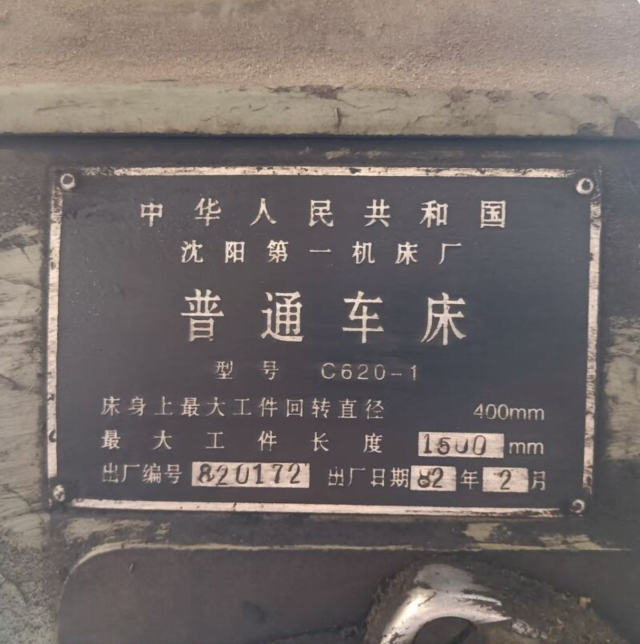 中华人民共和国
沈阳第一机床厂
普通车床
型号 C620-1
床身上最大工件回转直径 400mm
最大工件长度 1500 mm
出厂编号 820172 出厂日期 82 年 2 月